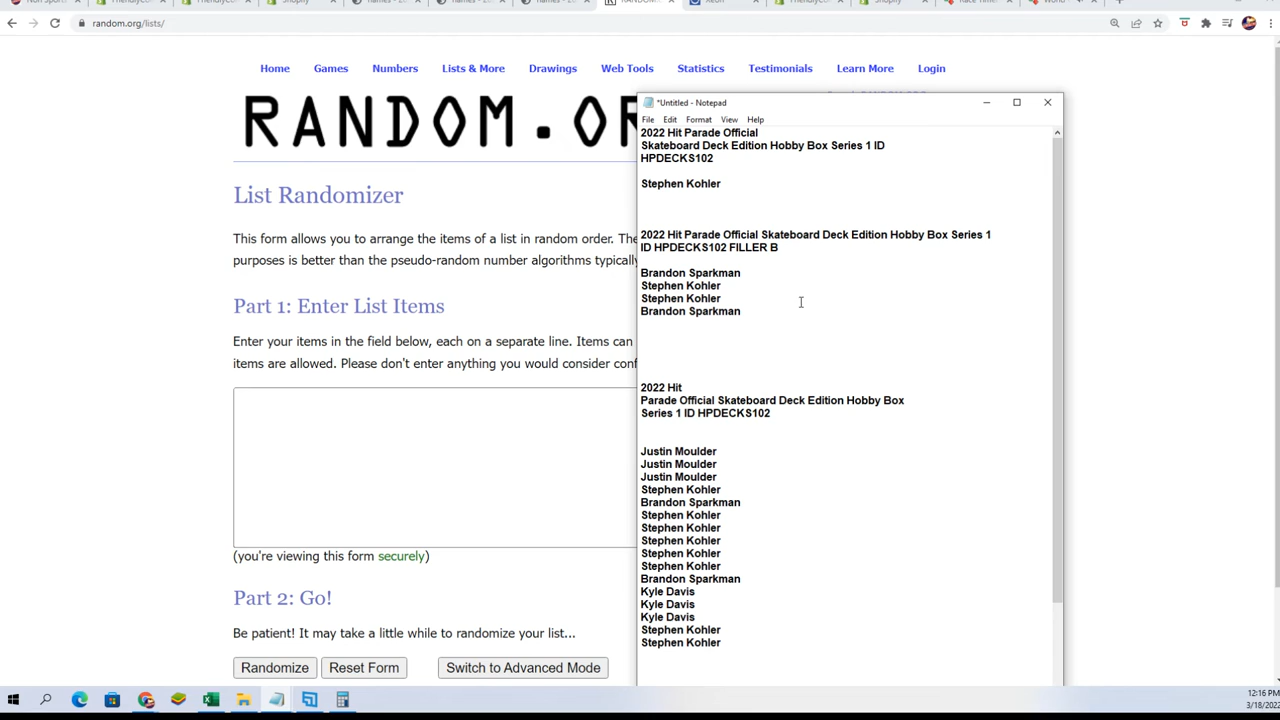 random.org/lists/
Home Games Numbers Lists & More Drawings Web Tools Statistics Testimonials Learn More Login
RANDOM.OR
List Randomizer
This form allows you to arrange the items of a list in random order. The
purposes is better than the pseudo-random number algorithms typically
Part 1: Enter List Items
Enter your items in the field below, each on a separate line. Items can
items are allowed. Please don't enter anything you would consider conf
(you're viewing this form securely)
Part 2: Go!
Be patient! It may take a little while to randomize your list...
Randomize Reset Form Switch to Advanced Mode
*Untitled - Notepad
File Edit Format View Help
2022 Hit Parade Official
Skateboard Deck Edition Hobby Box Series 1 ID
HPDECKS102
Stephen Kohler
2022 Hit Parade Official Skateboard Deck Edition Hobby Box Series 1
ID HPDECKS102 FILLER B
Brandon Sparkman
Stephen Kohler
Stephen Kohler
Brandon Sparkman
2022 Hit
Parade Official Skateboard Deck Edition Hobby Box
Series 1 ID HPDECKS102
Justin Moulder
Justin Moulder
Justin Moulder
Stephen Kohler
Brandon Sparkman
Stephen Kohler
Stephen Kohler
Stephen Kohler
Stephen Kohler
Stephen Kohler
Brandon Sparkman
Kyle Davis
Kyle Davis
Kyle Davis
Stephen Kohler
Stephen Kohler
12:16 PM
3/18/2022